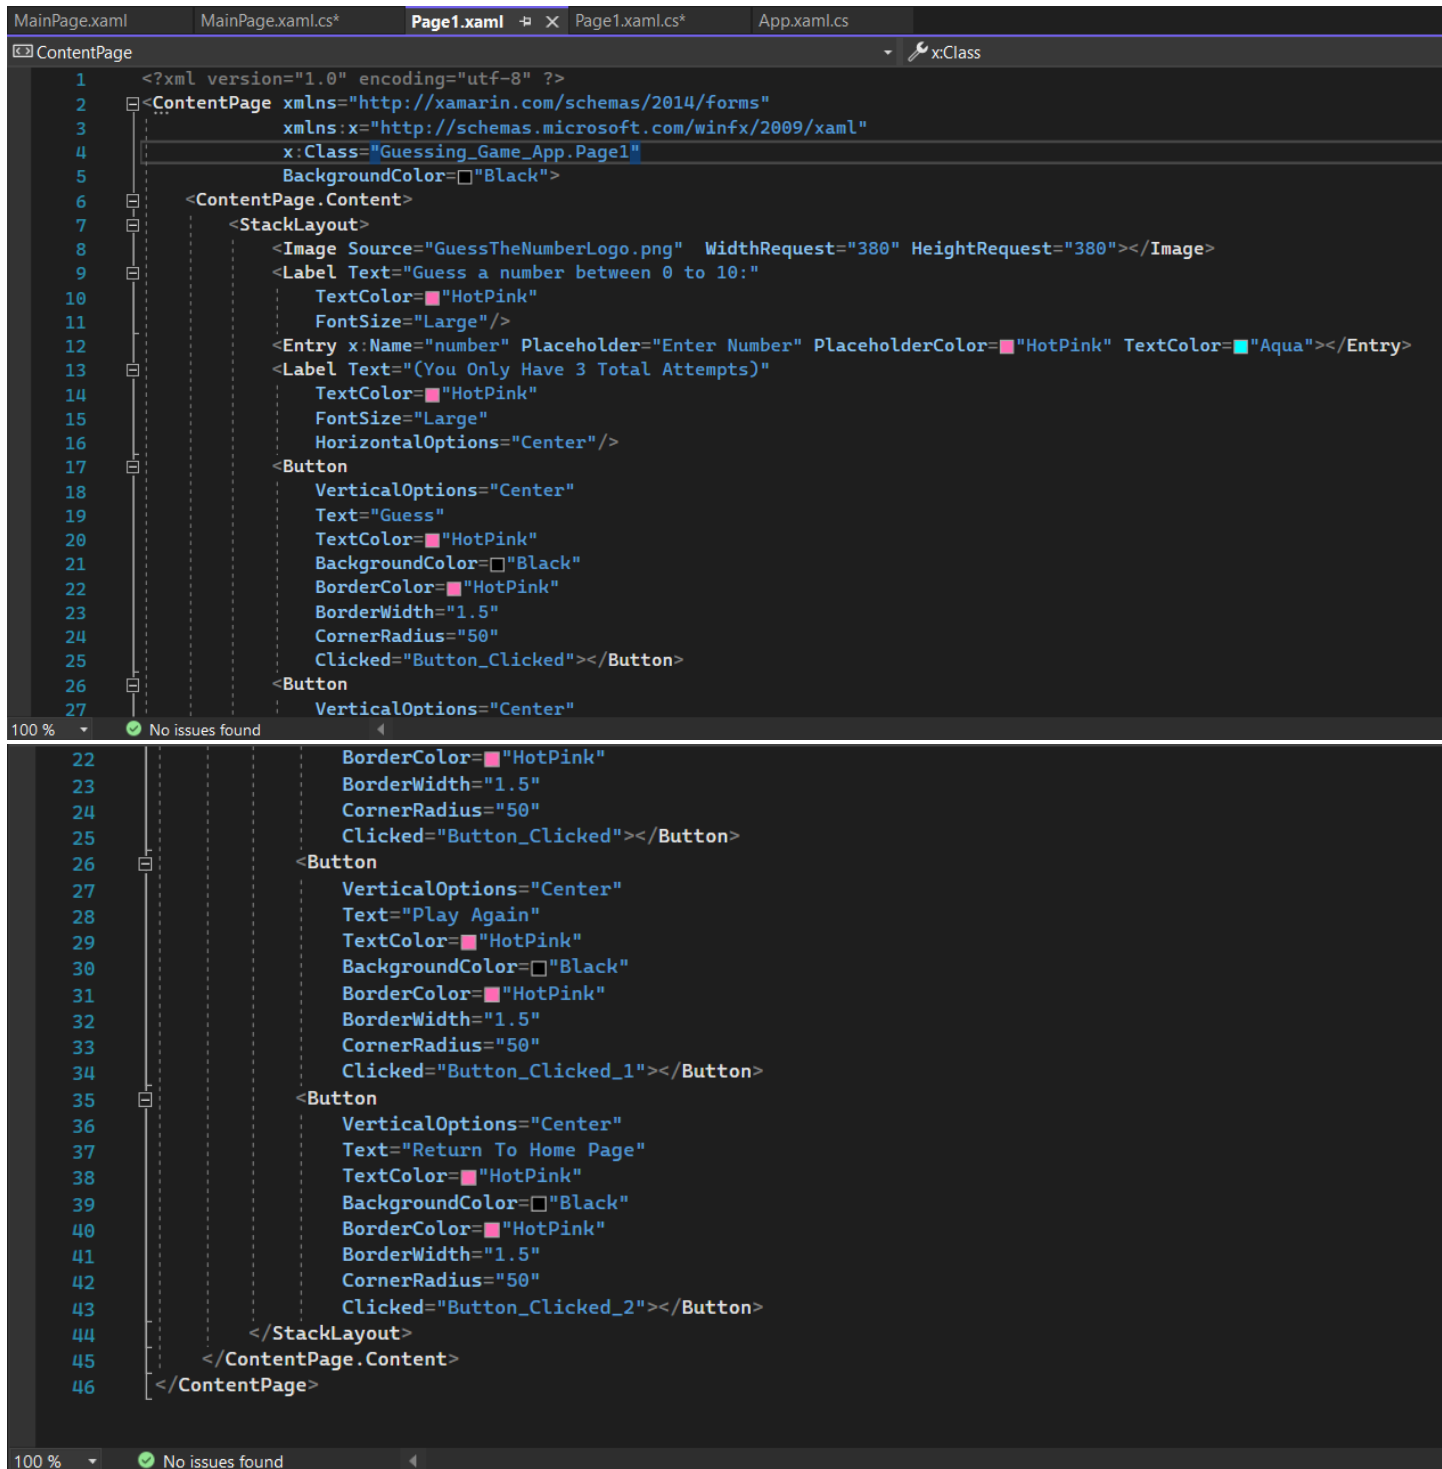 MainPage.xaml MainPage.xaml.cs* Page1.xaml Page1.xaml.cs* App.xaml.cs
ContentPage x:Class
1 <?xml version="1.0" encoding="utf-8" ?>
2 <ContentPage xmlns="http://xamarin.com/schemas/2014/forms"
3 xmlns:x="http://schemas.microsoft.com/winfx/2009/xaml"
4 x:Class="Guessing_Game_App.Page1"
5 BackgroundColor="Black">
6 <ContentPage.Content>
7 <StackLayout>
8 <Image Source="GuessTheNumberLogo.png"  WidthRequest="380" HeightRequest="380"></Image>
9 <Label Text="Guess a number between 0 to 10:"
10 TextColor="HotPink"
11 FontSize="Large"/>
12 <Entry x:Name="number" Placeholder="Enter Number" PlaceholderColor="HotPink" TextColor="Aqua"></Entry>
13 <Label Text="(You Only Have 3 Total Attempts)"
14 TextColor="HotPink"
15 FontSize="Large"
16 HorizontalOptions="Center"/>
17 <Button
18 VerticalOptions="Center"
19 Text="Guess"
20 TextColor="HotPink"
21 BackgroundColor="Black"
22 BorderColor="HotPink"
23 BorderWidth="1.5"
24 CornerRadius="50"
25 Clicked="Button_Clicked"></Button>
26 <Button
27 VerticalOptions="Center"
100 % No issues found
22 BorderColor="HotPink"
23 BorderWidth="1.5"
24 CornerRadius="50"
25 Clicked="Button_Clicked"></Button>
26 <Button
27 VerticalOptions="Center"
28 Text="Play Again"
29 TextColor="HotPink"
30 BackgroundColor="Black"
31 BorderColor="HotPink"
32 BorderWidth="1.5"
33 CornerRadius="50"
34 Clicked="Button_Clicked_1"></Button>
35 <Button
36 VerticalOptions="Center"
37 Text="Return To Home Page"
38 TextColor="HotPink"
39 BackgroundColor="Black"
40 BorderColor="HotPink"
41 BorderWidth="1.5"
42 CornerRadius="50"
43 Clicked="Button_Clicked_2"></Button>
44 </StackLayout>
45 </ContentPage.Content>
46 </ContentPage>
100 % No issues found